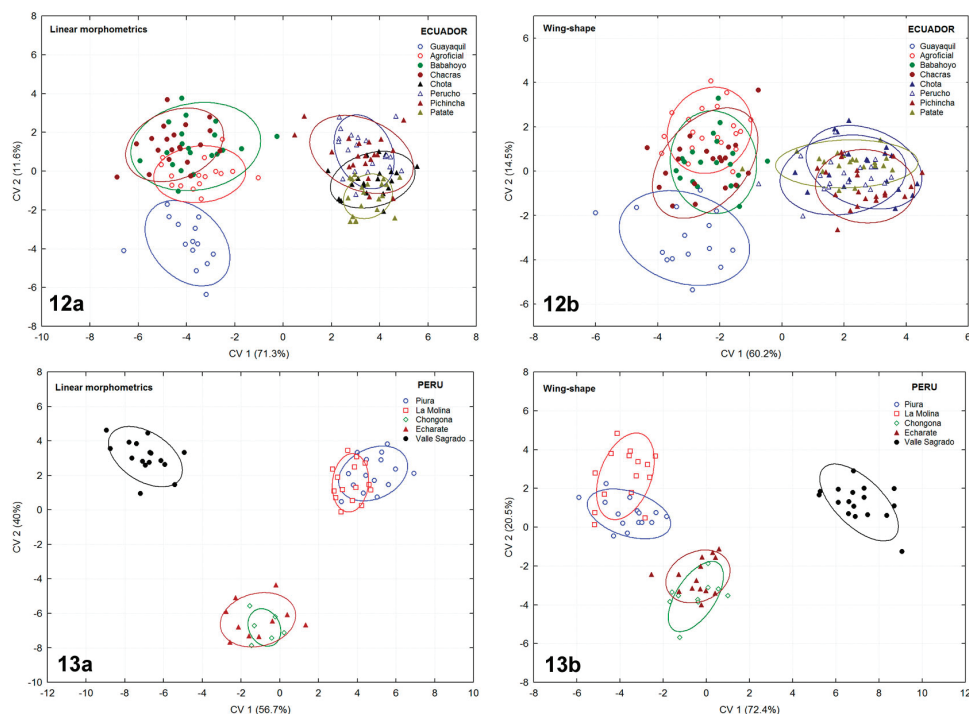 Linear morphometrics
ECUADOR
Guayaquil
Agroficial
Babahoyo
Chacras
Chota
Perucho
Pichincha
Patate
8
6
4
2
0
-2
-4
-6
-8
CV 2 (11.6%)
12a
-10 -8 -6 -4 -2 0 2 4 6 8
CV 1 (71.3%)
Wing-shape
ECUADOR
Guayaquil
Agroficial
Babahoyo
Chacras
Chota
Perucho
Pichincha
Patate
6
4
2
0
-2
-4
-6
CV 2 (14.5%)
12b
-8 -6 -4 -2 0 2 4 6
CV 1 (60.2%)
Linear morphometrics
PERU
Piura
La Molina
Chongona
Echarate
Valle Sagrado
8
6
4
2
0
-2
-4
-6
-8
-10
CV 2 (40%)
13a
-12 -10 -8 -6 -4 -2 0 2 4 6 8 10
CV 1 (56.7%)
Wing-shape
PERU
Piura
La Molina
Chongona
Echarate
Valle Sagrado
8
6
4
2
0
-2
-4
-6
-8
CV 2 (20.5%)
13b
-8 -6 -4 -2 0 2 4 6 8 10 12
CV 1 (72.4%)